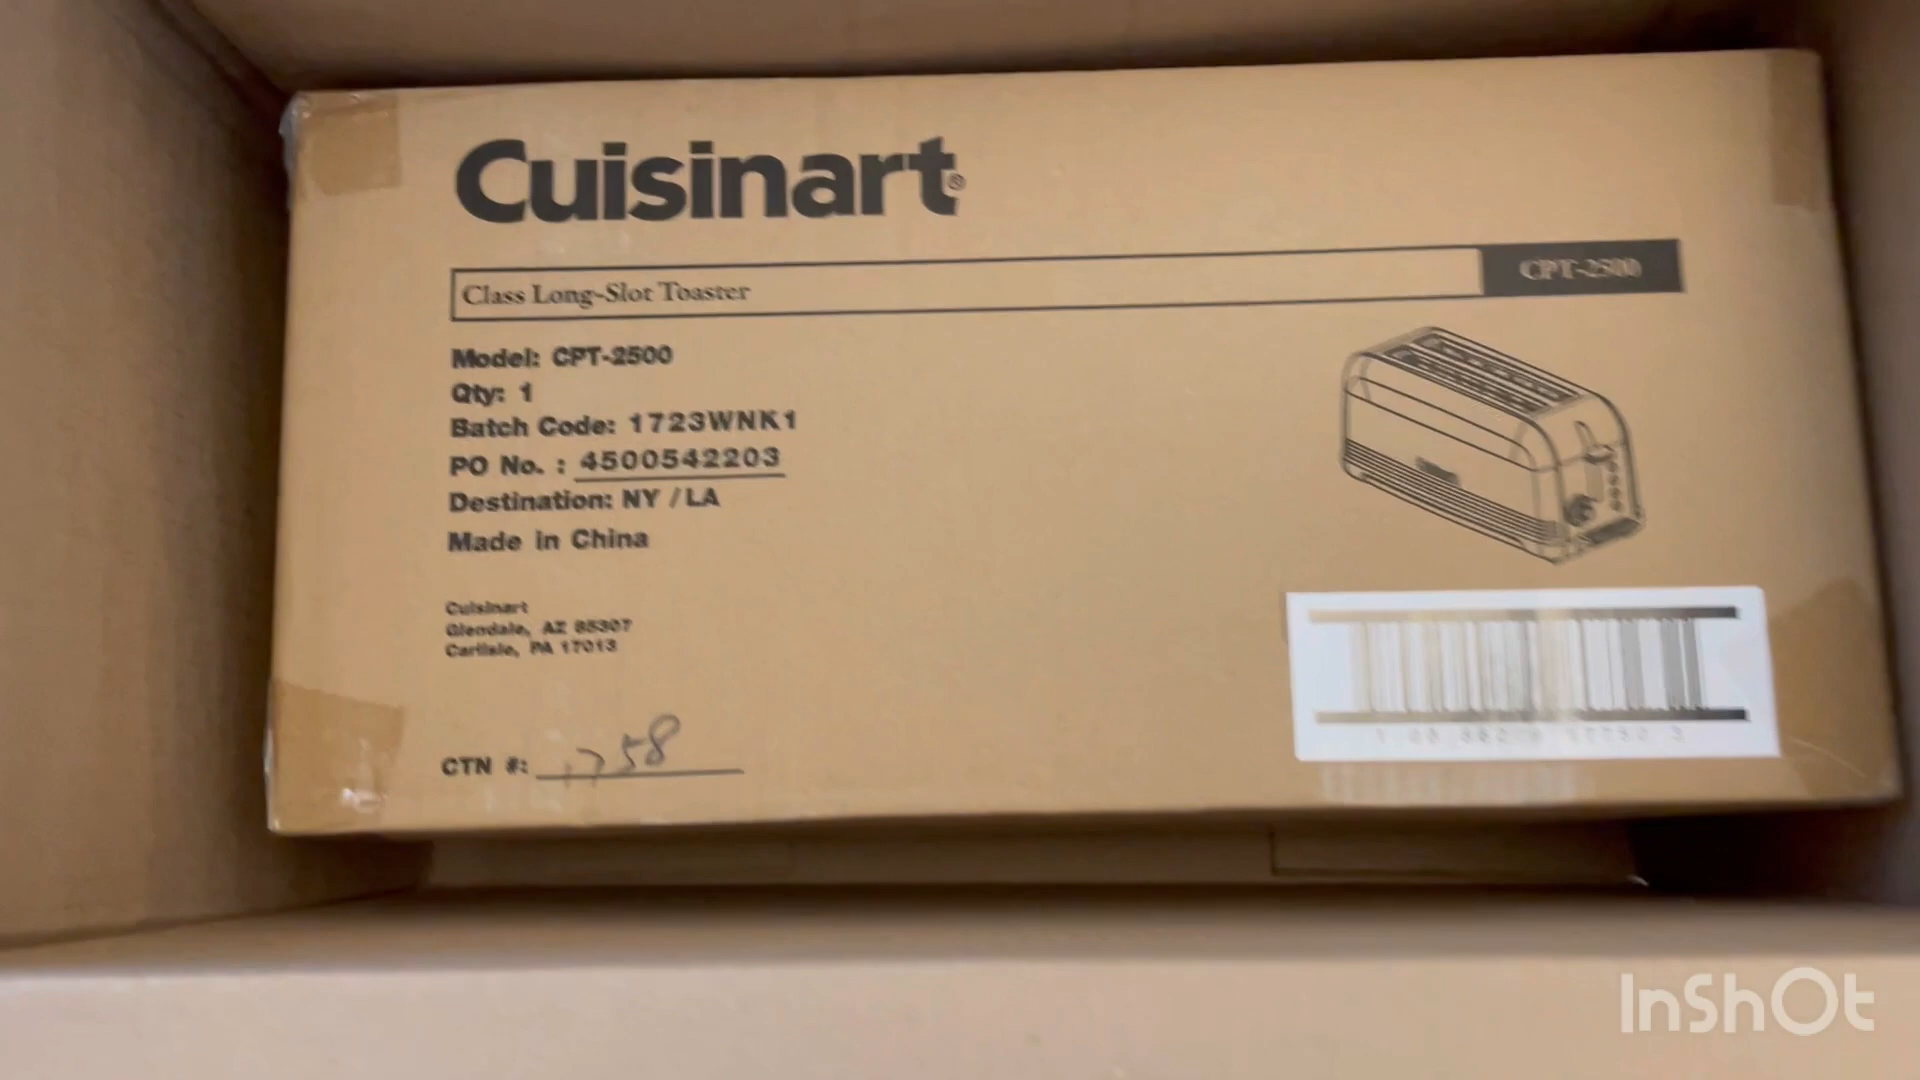 Cuisinart®
Class Long-Slot Toaster CPT-2500
Model: CPT-2500
Qty: 1
Batch Code: 1723WNK1
PO No. : 4500542203
Destination: NY / LA
Made in China
Cuisinart
Glendale, AZ 85307
Carlisle, PA 17013
CTN #: 1758
InShOt